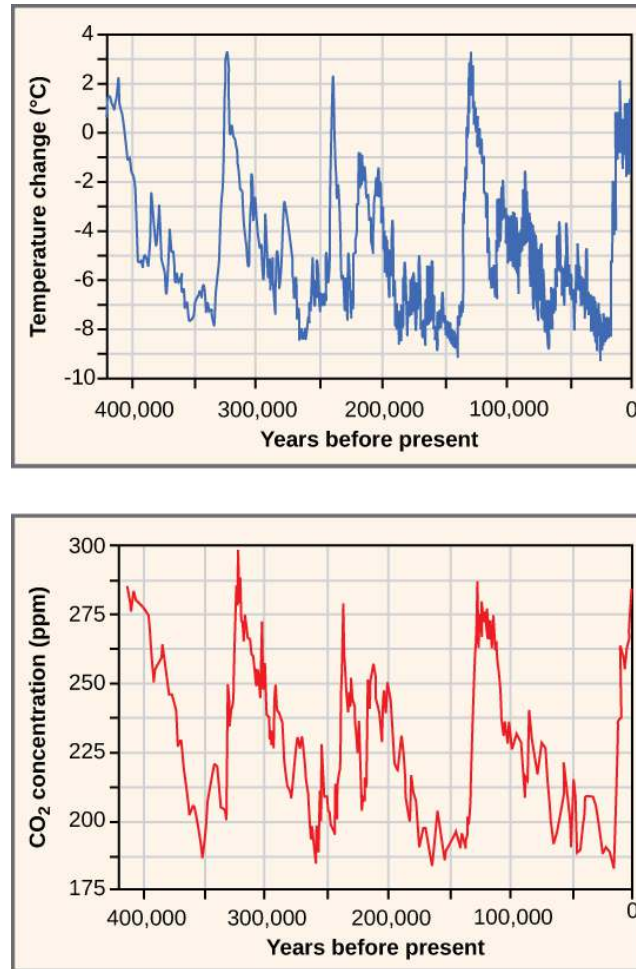 Temperature change (°C)
4
2
0
-2
-4
-6
-8
-10
400,000 300,000 200,000 100,000 0
Years before present
CO₂ concentration (ppm)
300
275
250
225
200
175
400,000 300,000 200,000 100,000 0
Years before present